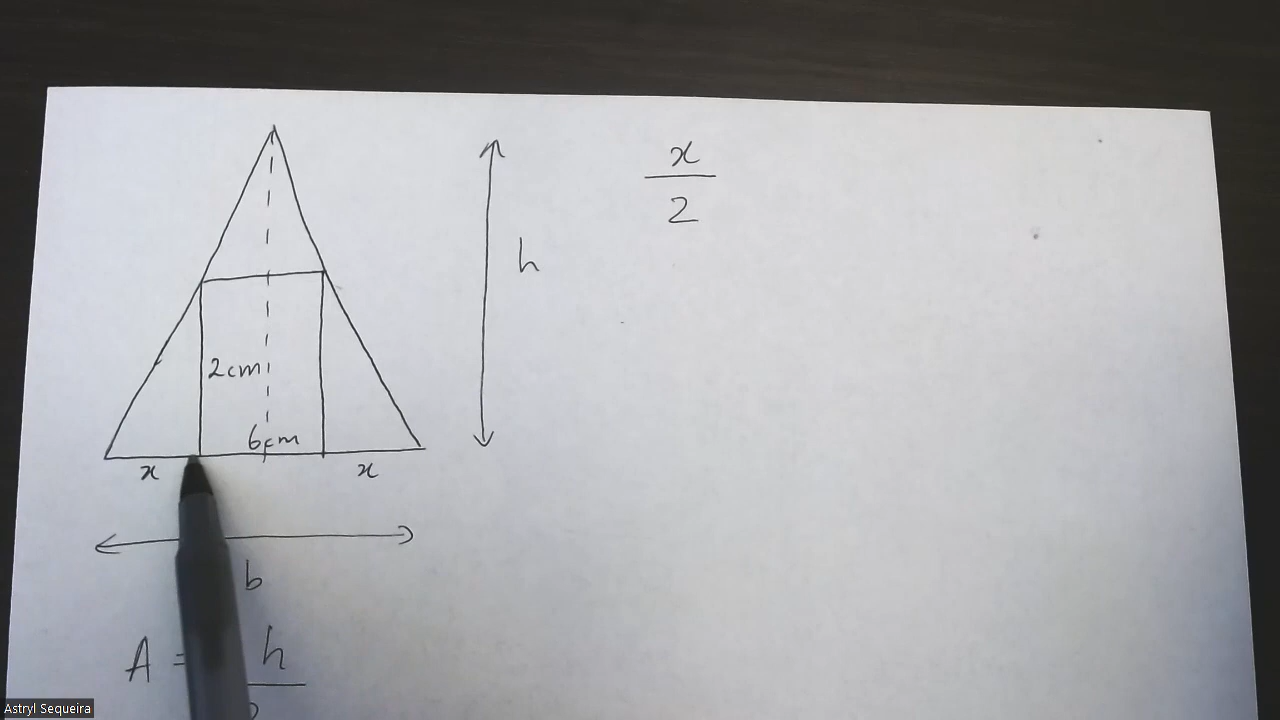 x
2
h
2cm
6cm
x x
b
A = h
Astryl Sequeira